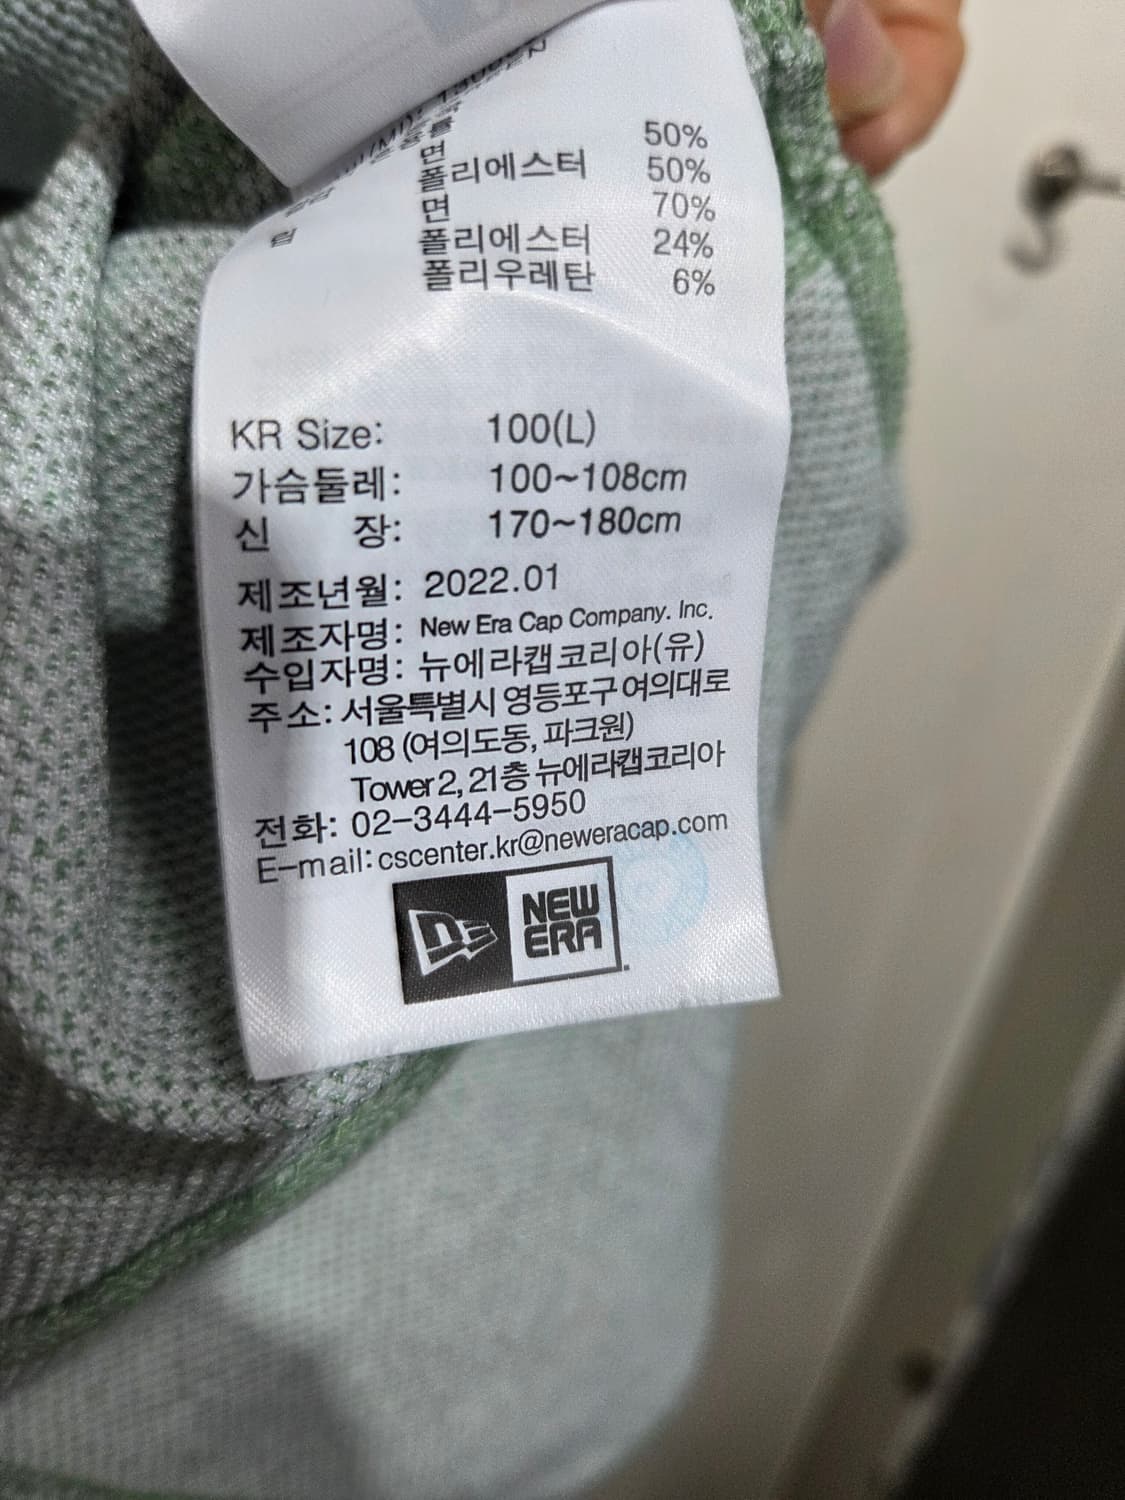 면 50%
폴리에스터 50%
면 70%
폴리에스터 24%
폴리우레탄 6%
KR Size: 100(L)
가슴둘레: 100~108cm
신 장: 170~180cm
제조년월: 2022.01
제조자명: New Era Cap Company. Inc.
수입자명: 뉴에라캡코리아(유)
주소: 서울특별시 영등포구 여의대로
108 (여의도동, 파크원)
Tower 2, 21층 뉴에라캡코리아
전화: 02-3444-5950
E-mail: cscenter.kr@neweracap.com
NEW
ERA